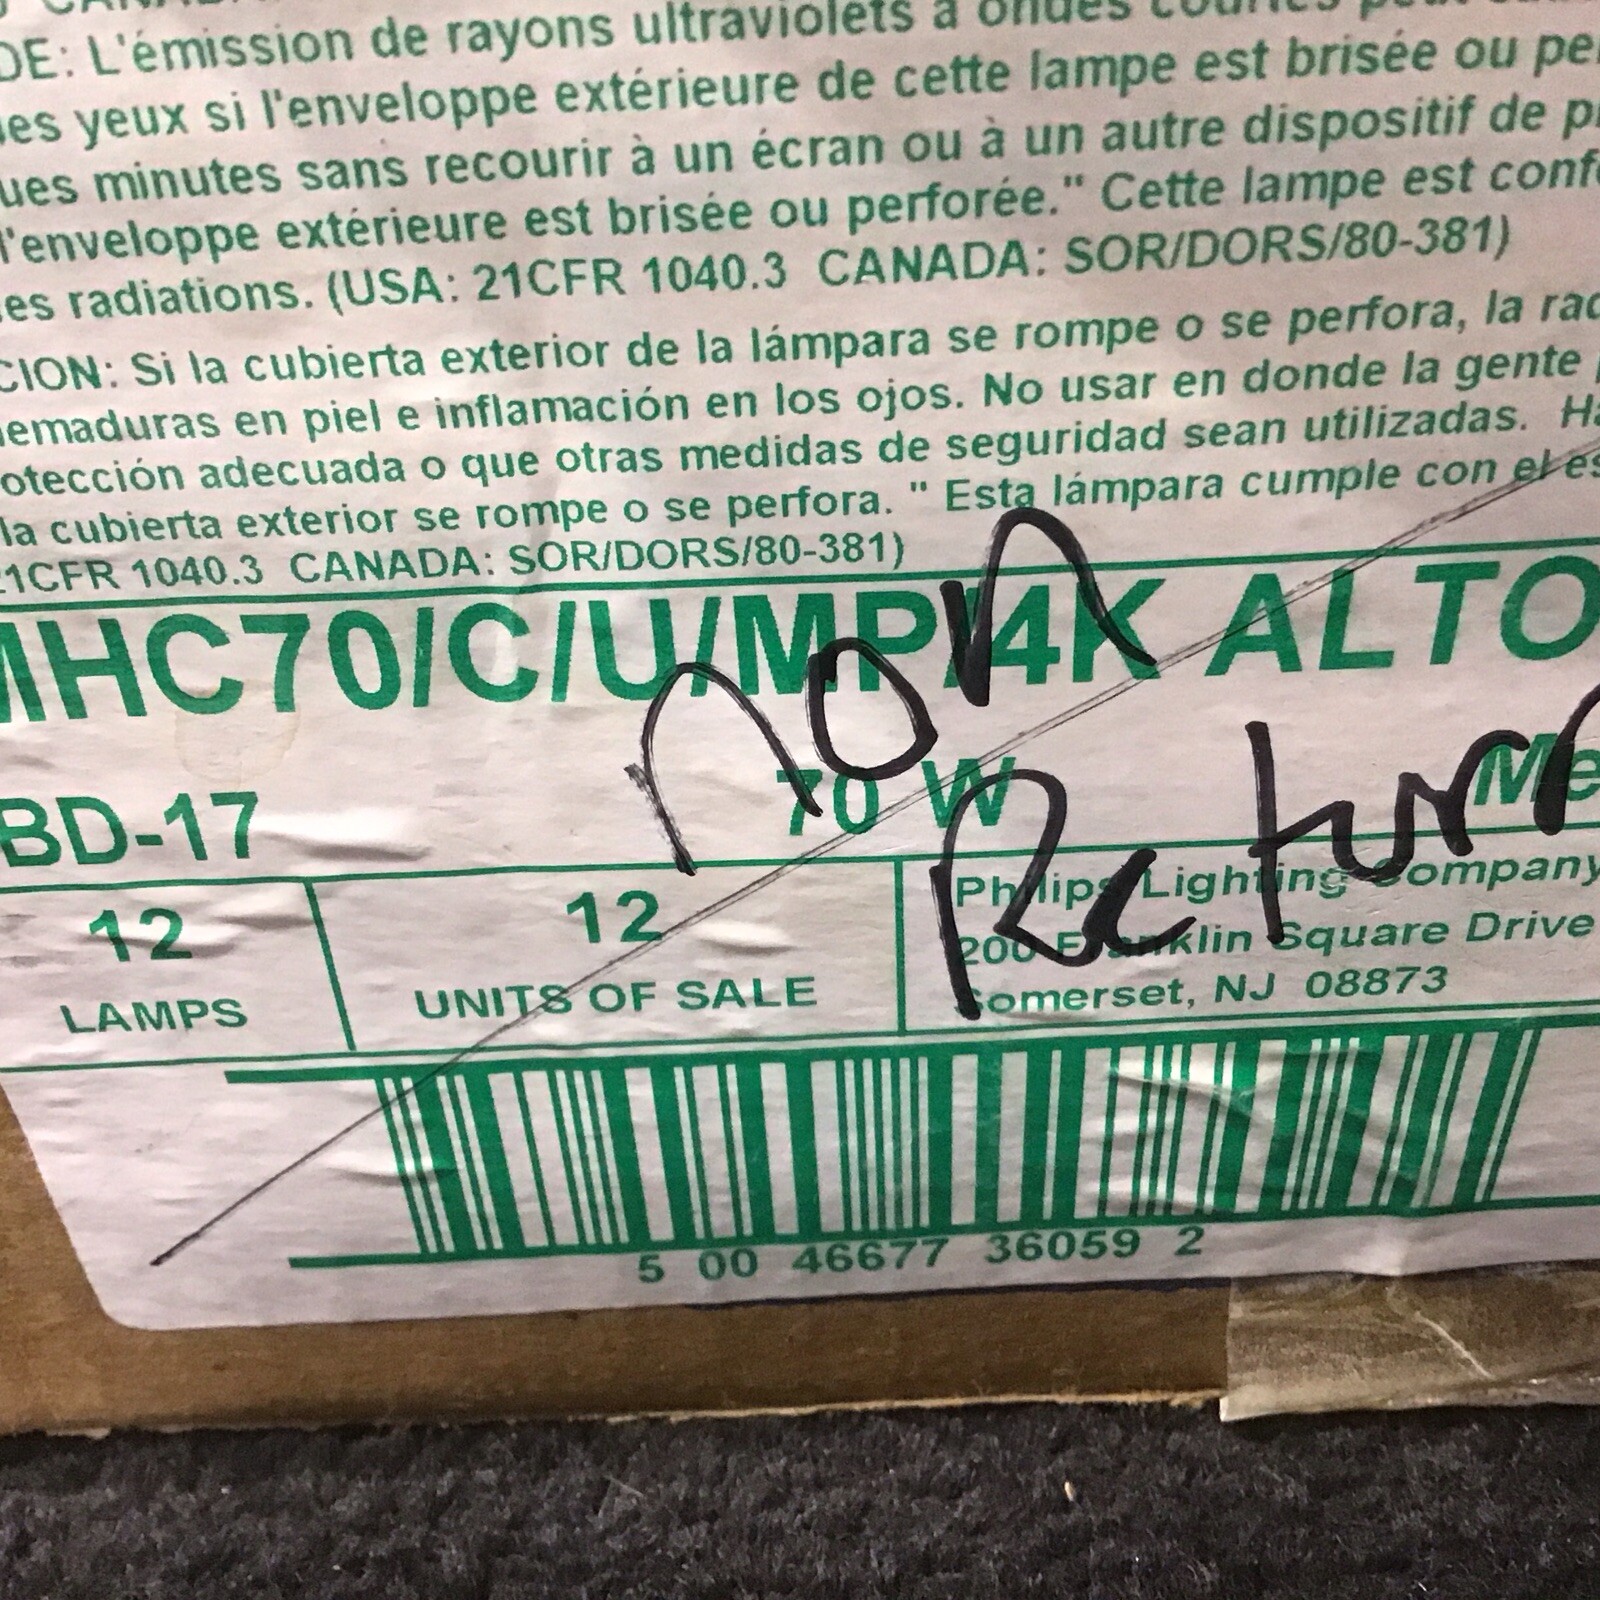 DE: L'émission de rayons ultraviolets à ondes courtes
les yeux si l'enveloppe extérieure de cette lampe est brisée ou
ues minutes sans recourir à un écran ou à un autre dispositif de
l'enveloppe extérieure est brisée ou perforée." Cette lampe est
es radiations. (USA: 21CFR 1040.3 CANADA: SOR/DORS/80-381)
CION: Si la cubierta exterior de la lámpara se rompe o se perfora, la rad
emaduras en piel e inflamación en los ojos. No usar en donde la gente
otección adecuada o que otras medidas de seguridad sean utilizadas. Ha
la cubierta exterior se rompe o se perfora. " Esta lámpara cumple con el es
21CFR 1040.3 CANADA: SOR/DORS/80-381)
MHC70/C/U/MP/4K ALTO
non
BD-17 70 W Me
Return
12 LAMPS
12 UNITS OF SALE
Philips Lighting Company
200 Franklin Square Drive
Somerset, NJ 08873
5 00 46677 36059 2